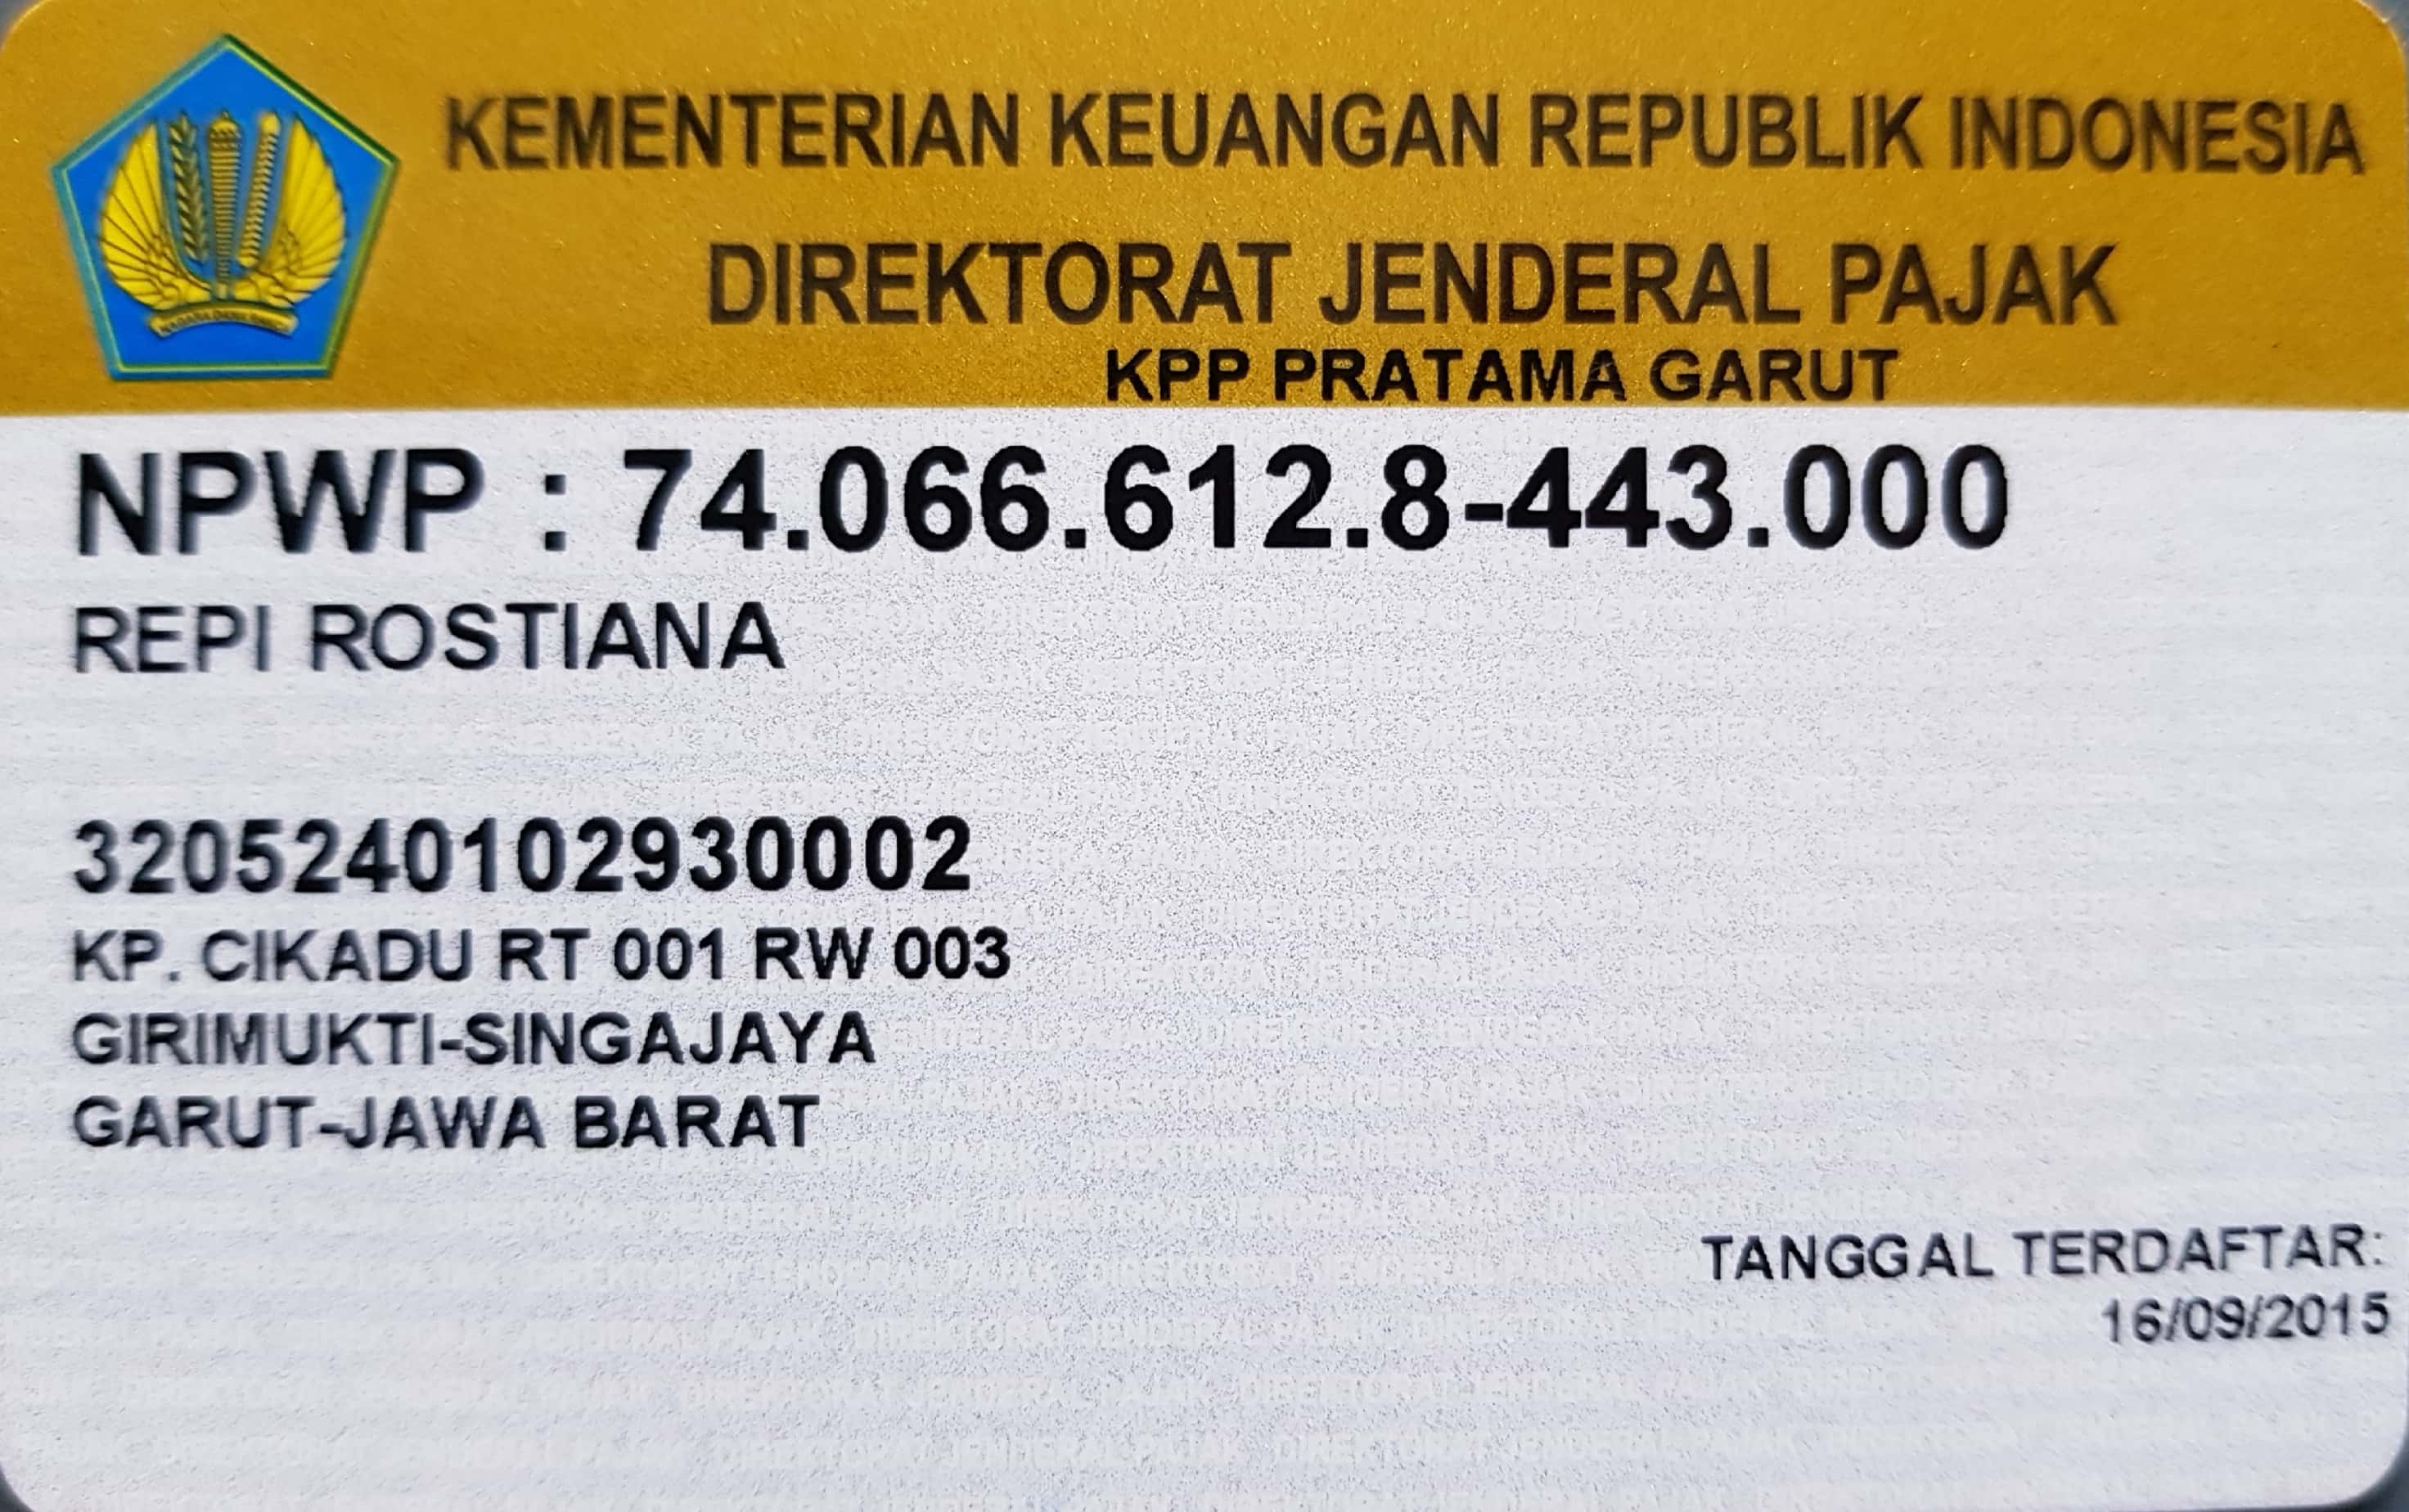 KEMENTERIAN KEUANGAN REPUBLIK INDONESIA
DIREKTORAT JENDERAL PAJAK
KPP PRATAMA GARUT
NPWP : 74.066.612.8-443.000
REPI ROSTIANA
3205240102930002
KP. CIKADU RT 001 RW 003
GIRIMUKTI-SINGAJAYA
GARUT-JAWA BARAT
TANGGAL TERDAFTAR:
16/09/2015